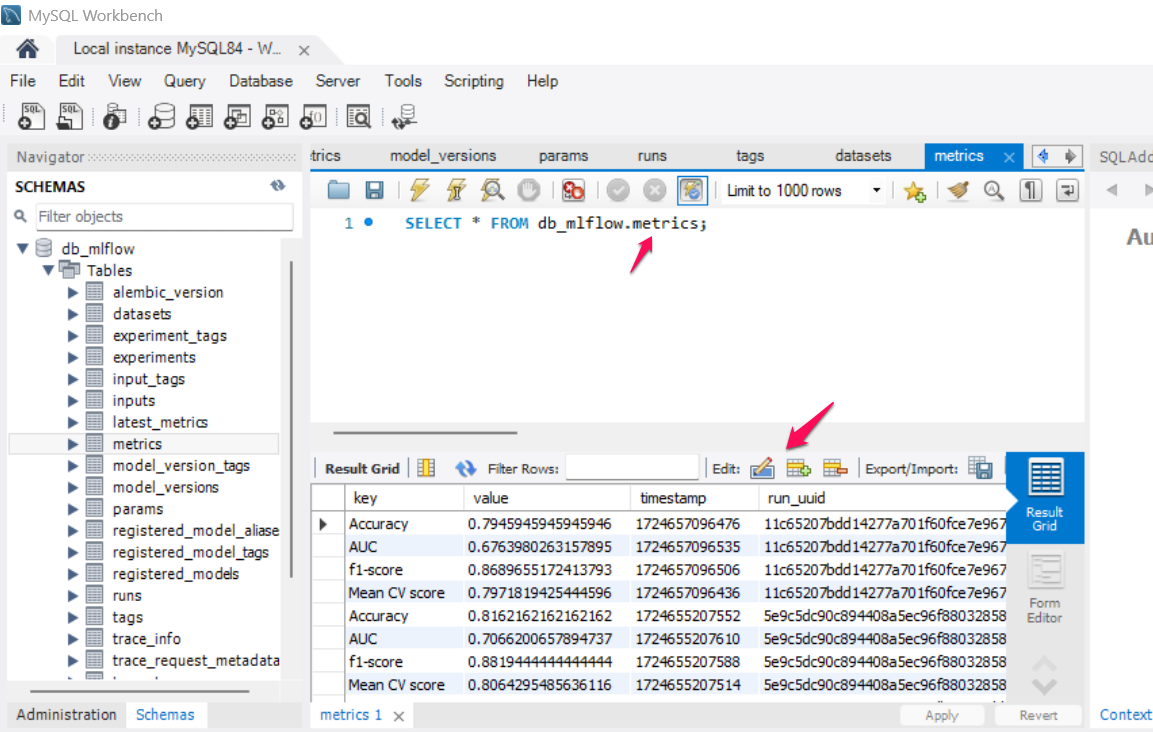 MySQL Workbench
Local instance MySQL84 - W...
File Edit View Query Database Server Tools Scripting Help
Navigator
SCHEMAS
Filter objects
db_mlflow
Tables
alembic_version
datasets
experiment_tags
experiments
input_tags
inputs
latest_metrics
metrics
model_version_tags
model_versions
params
registered_model_aliase
registered_model_tags
registered_models
runs
tags
trace_info
trace_request_metadata
Administration Schemas
trics model_versions params runs tags datasets metrics
Limit to 1000 rows
1 SELECT * FROM db_mlflow.metrics;
Result Grid Filter Rows: Edit: Export/Import:
key value timestamp run_uuid
Accuracy 0.7945945945945946 1724657096476 11c65207bdd14277a701f60fce7e967
AUC 0.6763980263157895 1724657096535 11c65207bdd14277a701f60fce7e967
f1-score 0.8689655172413793 1724657096506 11c65207bdd14277a701f60fce7e967
Mean CV score 0.7971819425444596 1724657096436 11c65207bdd14277a701f60fce7e967
Accuracy 0.8162162162162162 1724655207552 5e9c5dc90c894408a5ec96f88032858
AUC 0.7066200657894737 1724655207610 5e9c5dc90c894408a5ec96f88032858
f1-score 0.8819444444444444 1724655207588 5e9c5dc90c894408a5ec96f88032858
Mean CV score 0.8064295485636116 1724655207514 5e9c5dc90c894408a5ec96f88032858
Result
Grid
Form
Editor
metrics 1
Apply Revert
SQLAdd
Au
Context